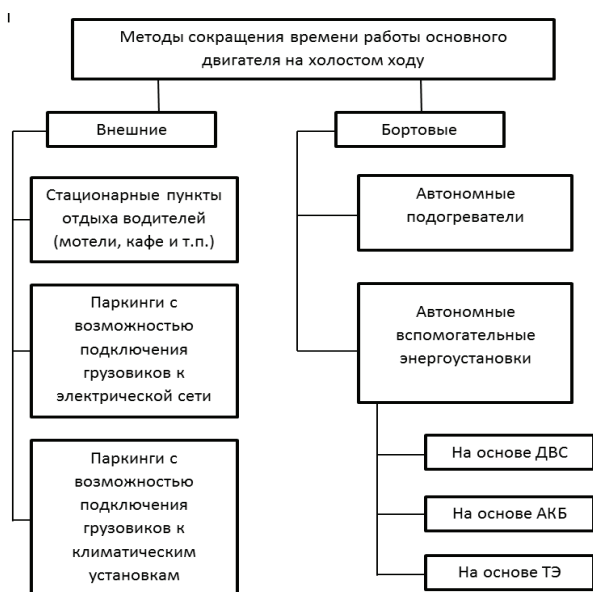 Методы сокращения времени работы основного
двигателя на холостом ходу
Внешние
Стационарные пункты
отдыха водителей
(мотели, кафе и т.п.)
Паркинги с
возможностью
подключения
грузовиков к
электрической сети
Паркинги с
возможностью
подключения
грузовиков к
климатическим
установкам
Бортовые
Автономные
подогреватели
Автономные
вспомогательные
энергоустановки
На основе ДВС
На основе АКБ
На основе ТЭ